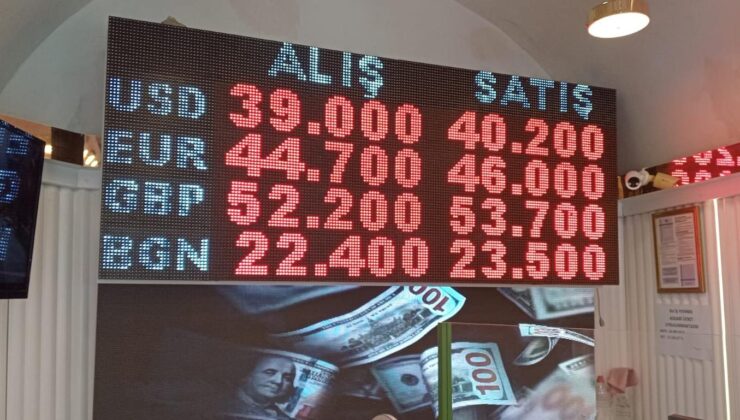 ALIŞ SATIŞ
USD 39.000 40.200
EUR 44.700 46.000
GBP 52.200 53.700
BGN 22.400 23.500
100
100